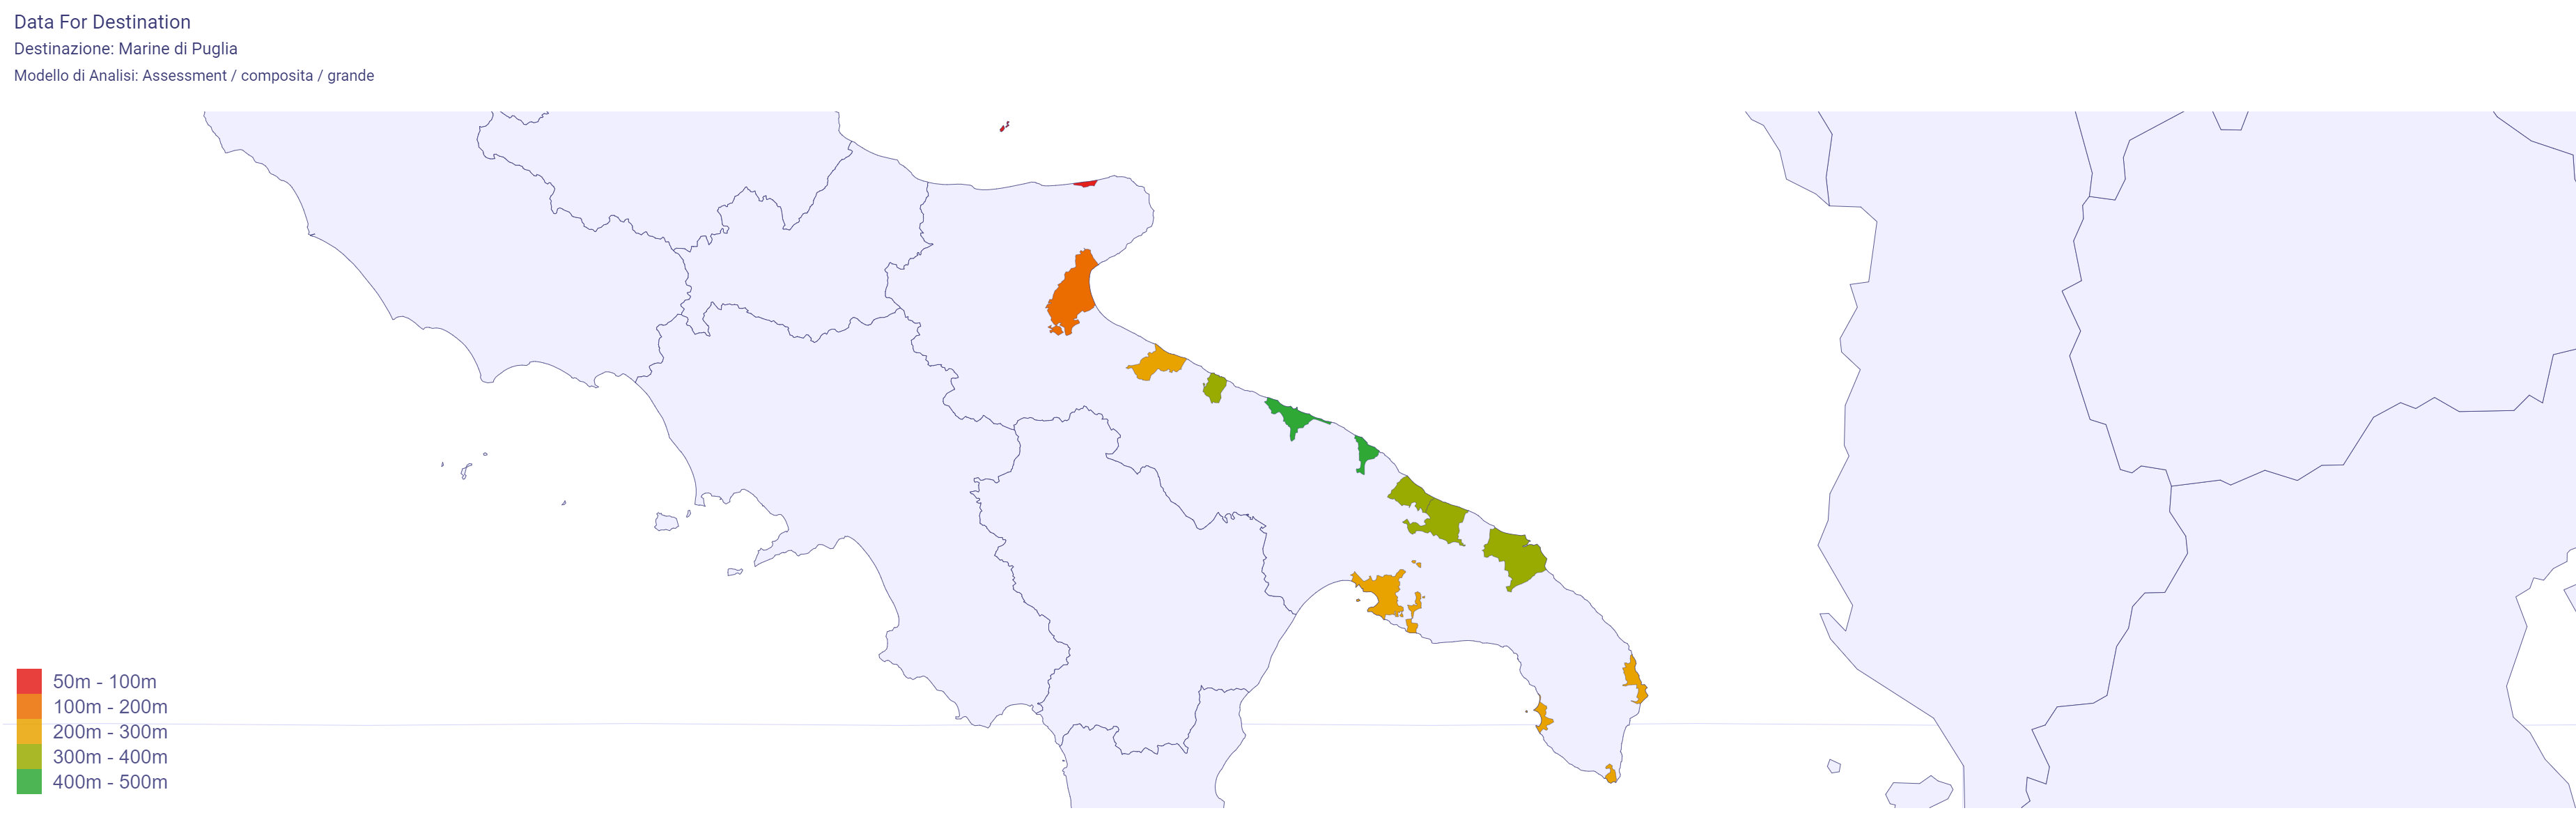 Data For Destination
Destinazione: Marine di Puglia
Modello di Analisi: Assessment / composita / grande
50m - 100m
100m - 200m
200m - 300m
300m - 400m
400m - 500m